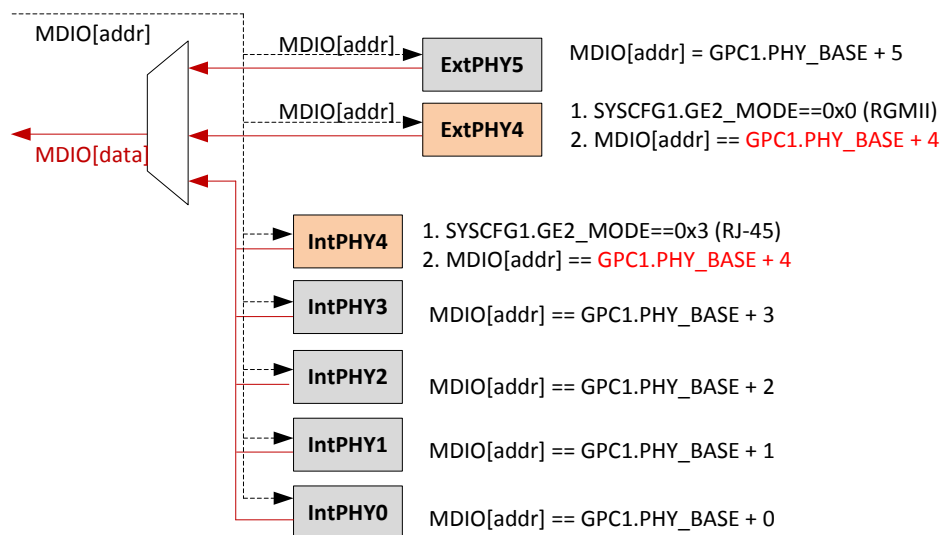 MDIO[addr]
MDIO[addr]
ExtPHY5
MDIO[addr] = GPC1.PHY_BASE + 5
MDIO[addr]
ExtPHY4
1. SYSCFG1.GE2_MODE==0x0 (RGMII)
2. MDIO[addr] == GPC1.PHY_BASE + 4
MDIO[data]
IntPHY4
1. SYSCFG1.GE2_MODE==0x3 (RJ-45)
2. MDIO[addr] == GPC1.PHY_BASE + 4
IntPHY3
MDIO[addr] == GPC1.PHY_BASE + 3
IntPHY2
MDIO[addr] == GPC1.PHY_BASE + 2
IntPHY1
MDIO[addr] == GPC1.PHY_BASE + 1
IntPHY0
MDIO[addr] == GPC1.PHY_BASE + 0